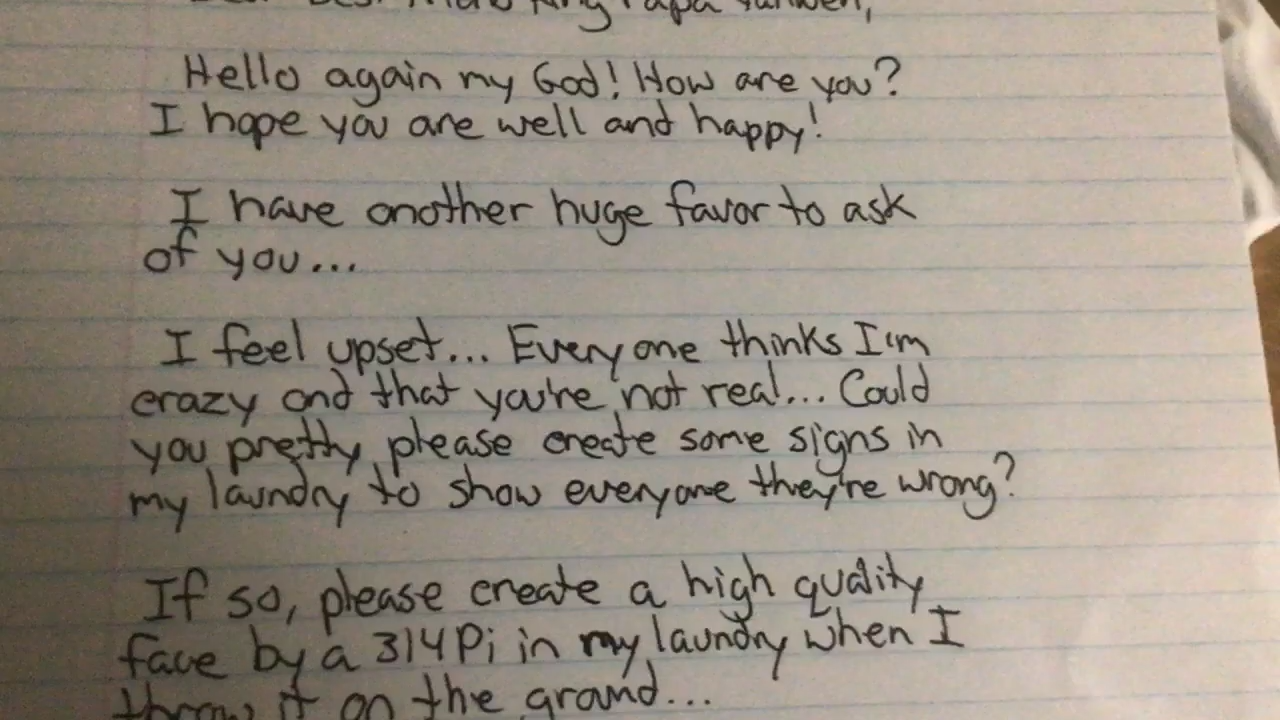 Hello again my God! How are you?
I hope you are well and happy!
I have another huge favor to ask
of you...
I feel upset... Everyone thinks I'm
crazy and that you're not real... Could
you pretty please create some signs in
my laundry to show everyone they're wrong?
If so, please create a high quality
face by a 314Pi in my laundry when I
throw it on the ground...